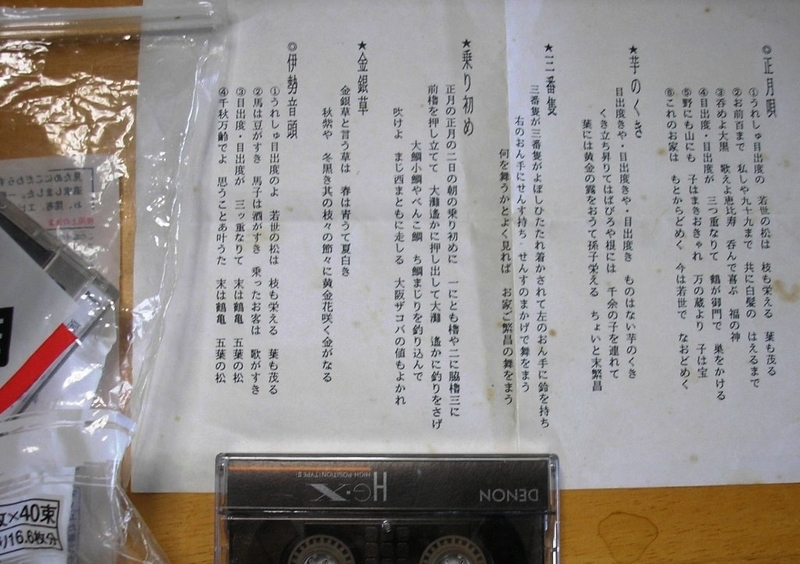 ◎正月唄
①うれしゅ目出度の 若世の松は 枝も栄える 葉も茂る
②お前百まで 私しゃ九十九まで 共に白髪の はえるまで
③呑めよ大黒 歌えよ恵比寿 呑んで喜ぶ 福の神
④目出度・目出度が 三つ重なりて 鶴が御門で 巣をかける
⑤野にも山にも 子はまきおきゃれ 万の蔵より 子は宝
⑥これのお家は もとからどめく 今は若世で なおどめく
★芋のくき
目出度きや・目出度きや・目出度き ものはない芋のくき
くき立ち昇りてはびろや根には 千余の子を連れて
葉には黄金の露をおうて孫子栄える ちょいと末繁昌
★三番隻
三番隻が三番隻がよぼしひたたれ着かされて左のおん手に鈴を持ち
右のおん手にせんす持ち・せんすのまかげで舞をまう
何を舞うかとよく見れば お家ご繁昌の舞をまう
★乗り初め
正月の正月の二日の朝の乗り初めに 一にとも櫓や二に脇櫓三に
前櫓を押し立てて 大灘遙かに押し出して大灘 遙かに釣りをさげ
大鯛小鯛やべんこ鯛 ち鯛まじりを釣り込んで
吹けよ まじ西まともに走しる 大阪ザコバの値もよかれ
★金銀草
金銀草と言う草は 春は青うて夏白き
秋紫や 冬黒き其の枝々の節々に黄金花咲く金がなる
◎伊勢音頭
①うれしゅ目出度のよ 若世の松は 枝も栄える 葉も茂る
②馬は豆がすき 馬子は酒がすき 乗ったお客は 歌がすき
③目出度・目出度が 三ッ重なりて 末は鶴亀 五葉の松
④千秋万齢でよ 思うことあ叶うた 末は鶴亀 五葉の松
DENON
HG-X
HIGH POSITION/TYPE II
×40束
16.6枚分